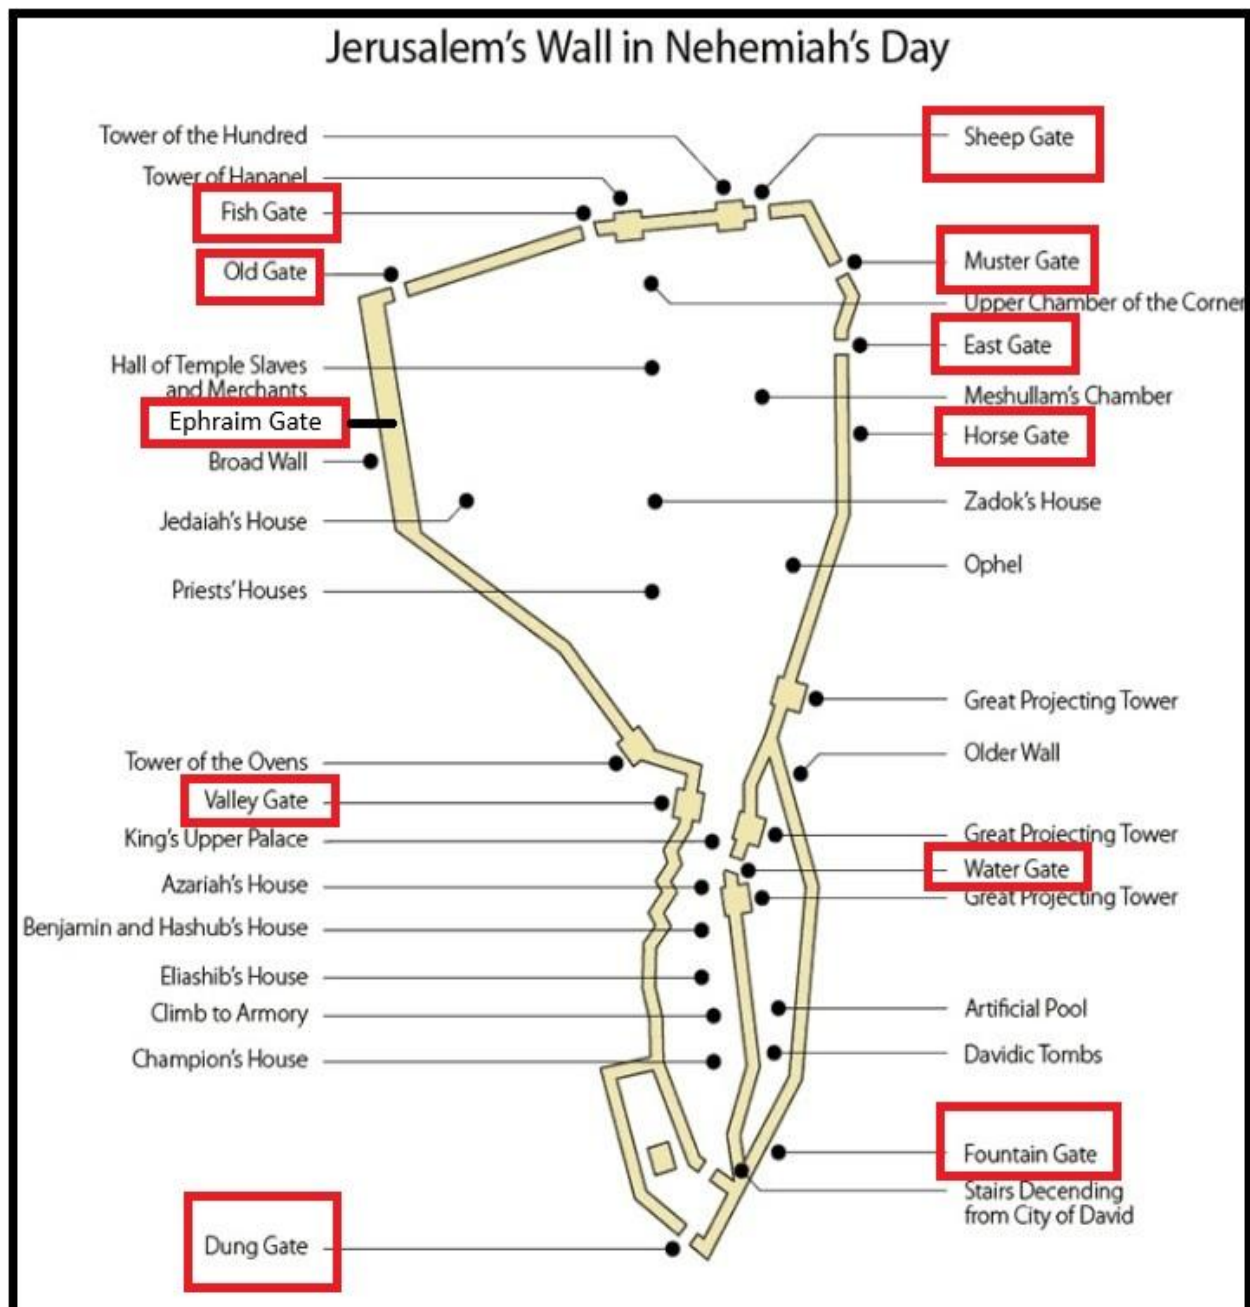 Jerusalem's Wall in Nehemiah's Day
Tower of the Hundred
Tower of Hananel
Fish Gate
Old Gate
Hall of Temple Slaves
and Merchants
Ephraim Gate
Broad Wall
Jedaiah's House
Priests' Houses
Tower of the Ovens
Valley Gate
King's Upper Palace
Azariah's House
Benjamin and Hashub's House
Eliashib's House
Climb to Armory
Champion's House
Dung Gate
Sheep Gate
Muster Gate
Upper Chamber of the Corner
East Gate
Meshullam's Chamber
Horse Gate
Zadok's House
Ophel
Great Projecting Tower
Older Wall
Great Projecting Tower
Water Gate
Great Projecting Tower
Artificial Pool
Davidic Tombs
Fountain Gate
Stairs Decending
from City of David